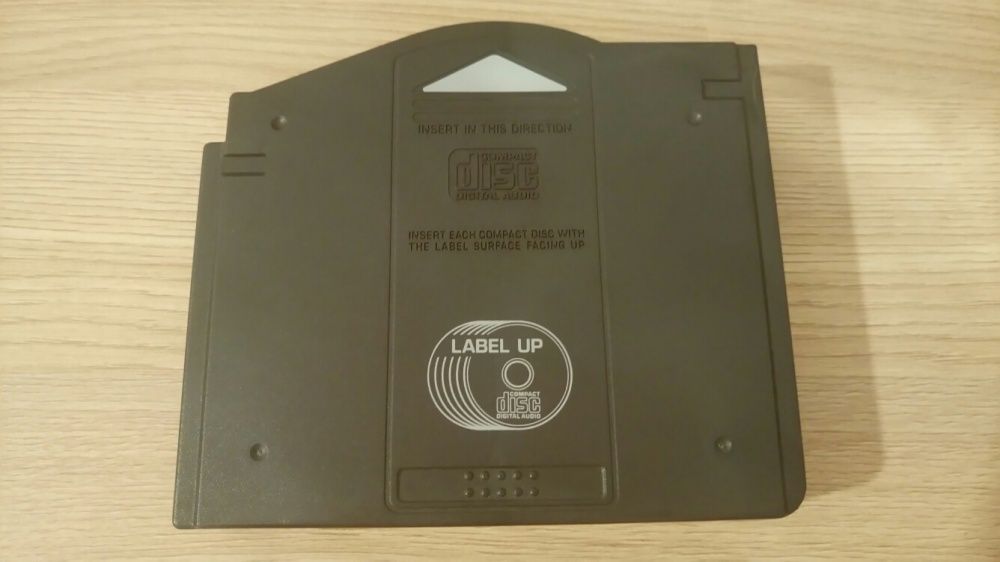 INSERT IN THIS DIRECTION
COMPACT
disc
DIGITAL AUDIO
INSERT EACH COMPACT DISC WITH
THE LABEL SURFACE FACING UP
LABEL UP
COMPACT
disc
DIGITAL AUDIO